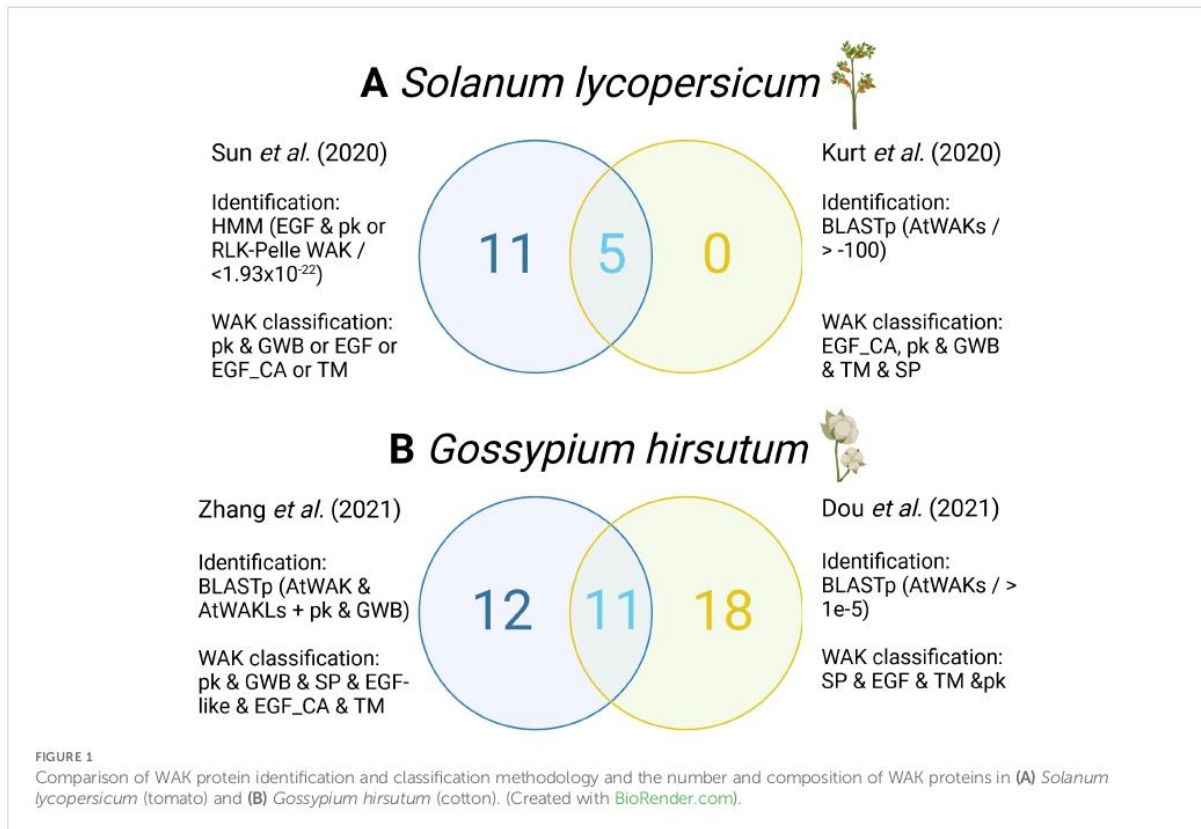 A Solanum lycopersicum
Sun et al. (2020)
Identification:
HMM (EGF & pk or
RLK-Pelle WAK /
<1.93x10⁻²²)
WAK classification:
pk & GWB or EGF or
EGF_CA or TM
11
5
0
Kurt et al. (2020)
Identification:
BLASTp (AtWAKs /
> -100)
WAK classification:
EGF_CA, pk & GWB
& TM & SP
B Gossypium hirsutum
Zhang et al. (2021)
Identification:
BLASTp (AtWAK &
AtWAKLs + pk & GWB)
WAK classification:
pk & GWB & SP & EGF-
like & EGF_CA & TM
12
11
18
Dou et al. (2021)
Identification:
BLASTp (AtWAKs / >
1e-5)
WAK classification:
SP & EGF & TM &pk
FIGURE 1
Comparison of WAK protein identification and classification methodology and the number and composition of WAK proteins in (A) Solanum
lycopersicum (tomato) and (B) Gossypium hirsutum (cotton). (Created with BioRender.com).